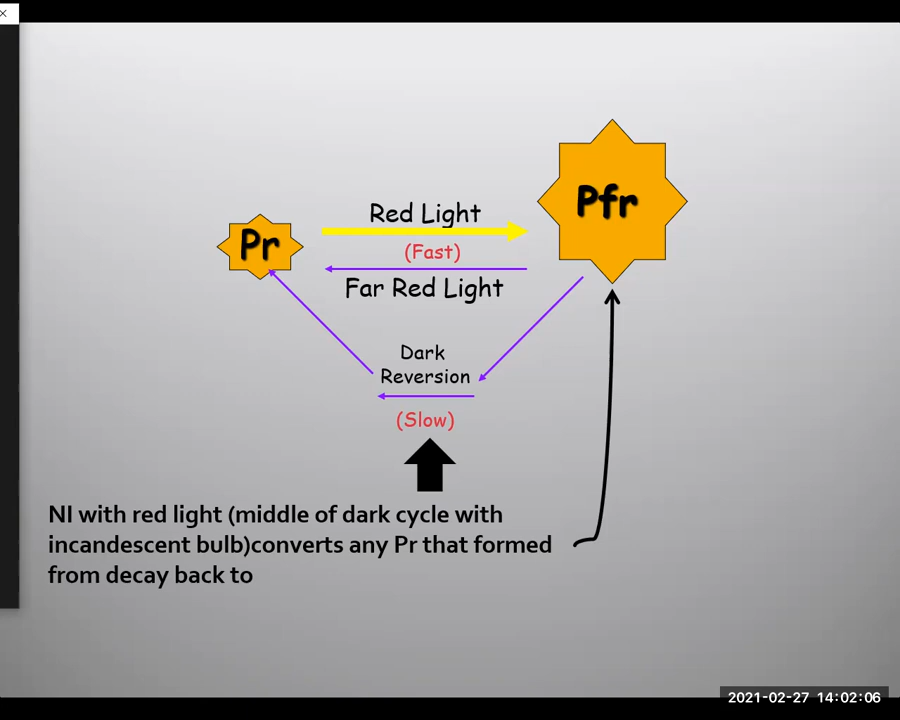 Red Light
Pfr
Pr
(Fast)
Far Red Light
Dark
Reversion
(Slow)
NI with red light (middle of dark cycle with
incandescent bulb)converts any Pr that formed
from decay back to
2021-02-27 14:02:06